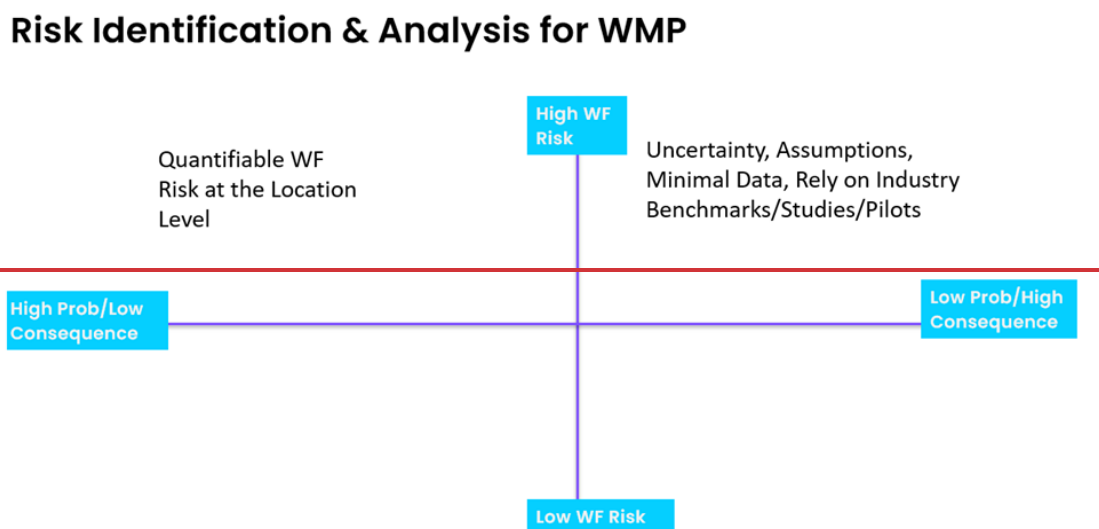 Risk Identification & Analysis for WMP
High WF
Risk
Quantifiable WF
Risk at the Location
Level
Uncertainty, Assumptions,
Minimal Data, Rely on Industry
Benchmarks/Studies/Pilots
High Prob/Low
Consequence
Low Prob/High
Consequence
Low WF Risk